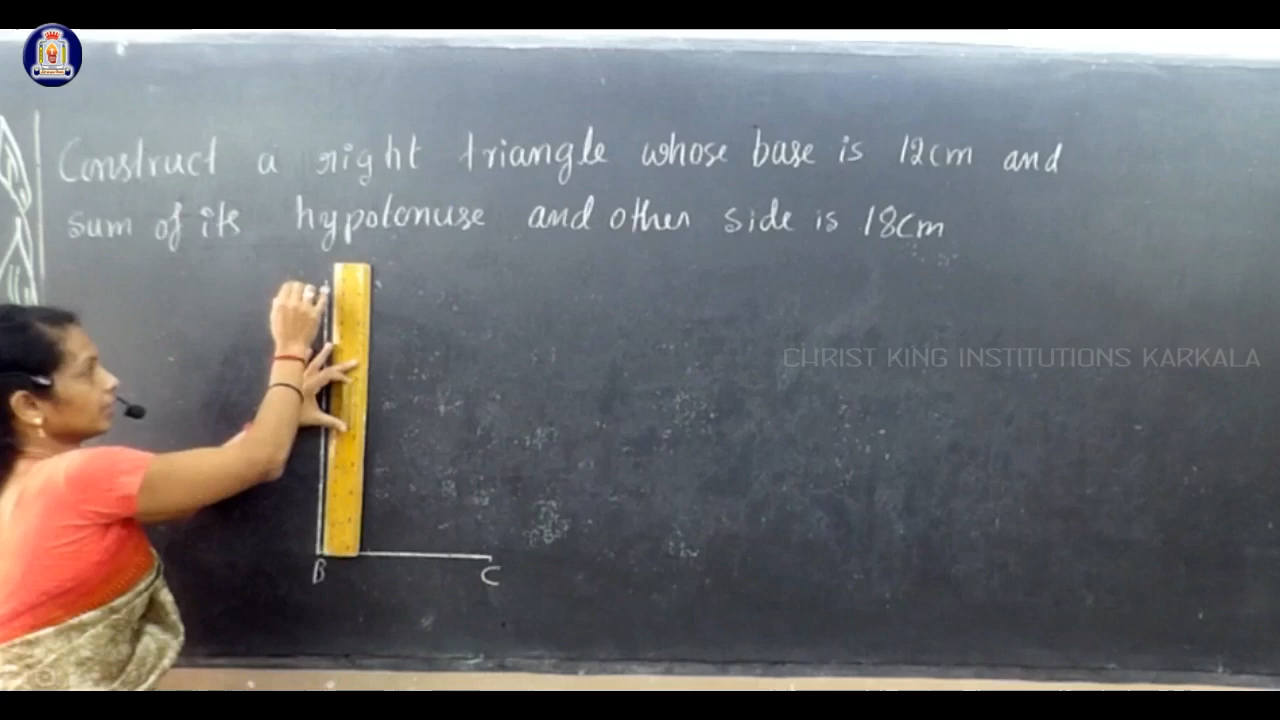 Construct a right triangle whose base is 12cm and
sum of its hypotenuse and other side is 18cm
CHRIST KING INSTITUTIONS KARKALA
B C